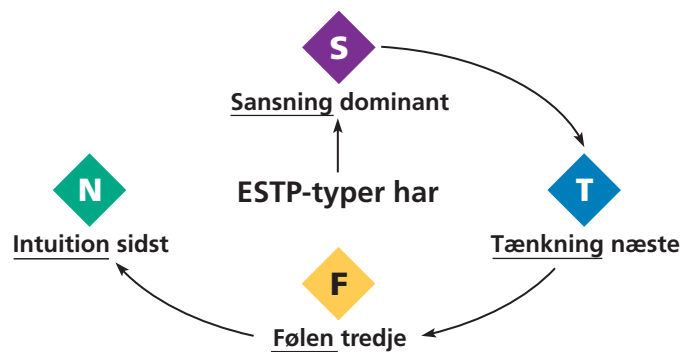 S
Sansning dominant
ESTP-typer har
N
Intuition sidst
T
Tænkning næste
F
Følen tredje